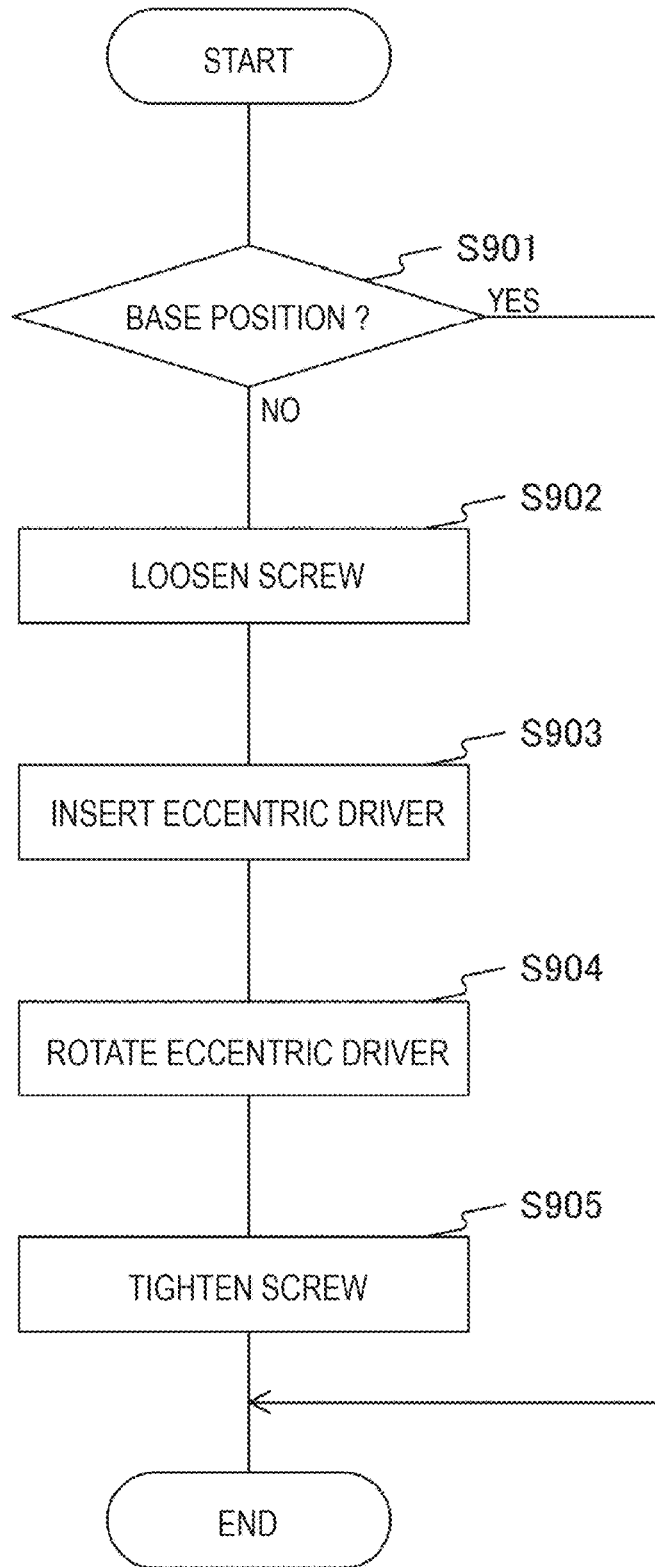 START
S901
BASE POSITION ?
YES
NO
S902
LOOSEN SCREW
S903
INSERT ECCENTRIC DRIVER
S904
ROTATE ECCENTRIC DRIVER
S905
TIGHTEN SCREW
END